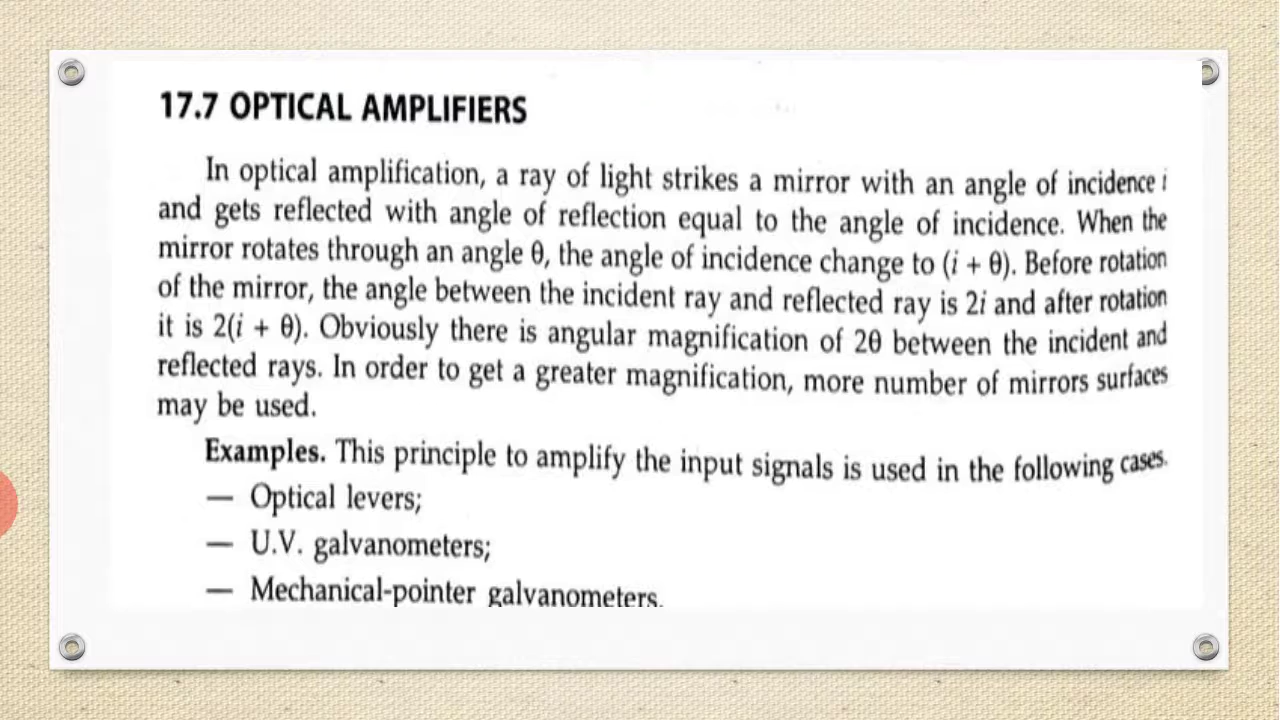 17.7 OPTICAL AMPLIFIERS
In optical amplification, a ray of light strikes a mirror with an angle of incidence i
and gets reflected with angle of reflection equal to the angle of incidence. When the
mirror rotates through an angle θ, the angle of incidence change to (i + θ). Before rotation
of the mirror, the angle between the incident ray and reflected ray is 2i and after rotation
it is 2(i + θ). Obviously there is angular magnification of 2θ between the incident and
reflected rays. In order to get a greater magnification, more number of mirrors surfaces
may be used.
Examples. This principle to amplify the input signals is used in the following cases.
— Optical levers;
— U.V. galvanometers;
— Mechanical-pointer galvanometers.